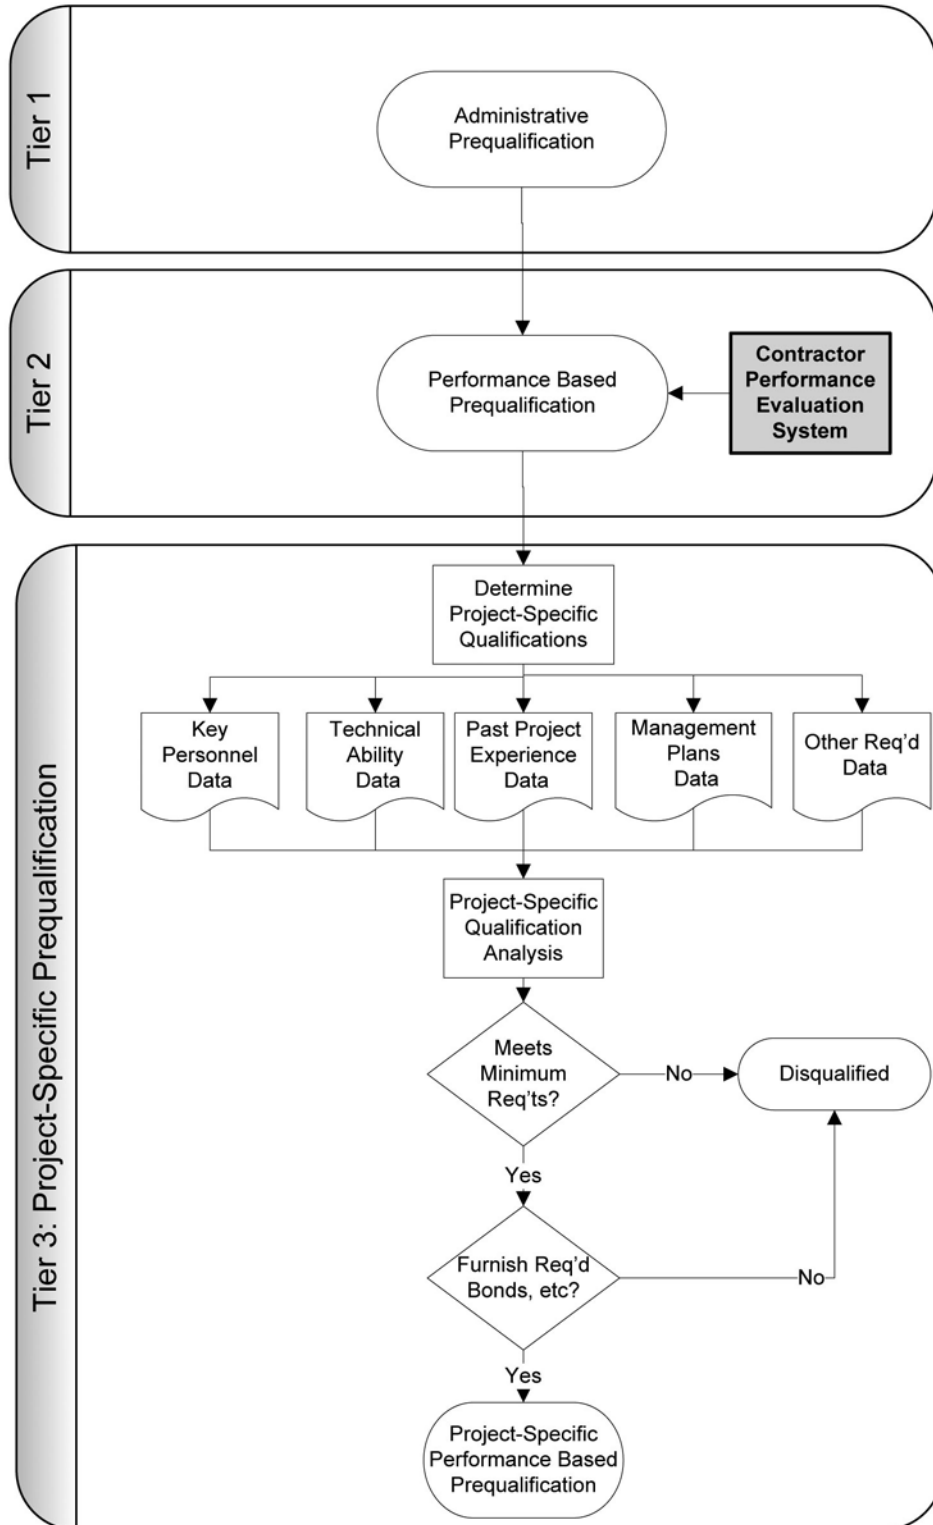 Tier 1
Administrative
Prequalification
Tier 2
Performance Based
Prequalification
Contractor
Performance
Evaluation
System
Tier 3: Project-Specific Prequalification
Determine
Project-Specific
Qualifications
Key
Personnel
Data
Technical
Ability
Data
Past Project
Experience
Data
Management
Plans
Data
Other Req'd
Data
Project-Specific
Qualification
Analysis
Meets
Minimum
Req'ts?
No
Disqualified
Yes
Furnish Req'd
Bonds, etc?
No
Yes
Project-Specific
Performance Based
Prequalification